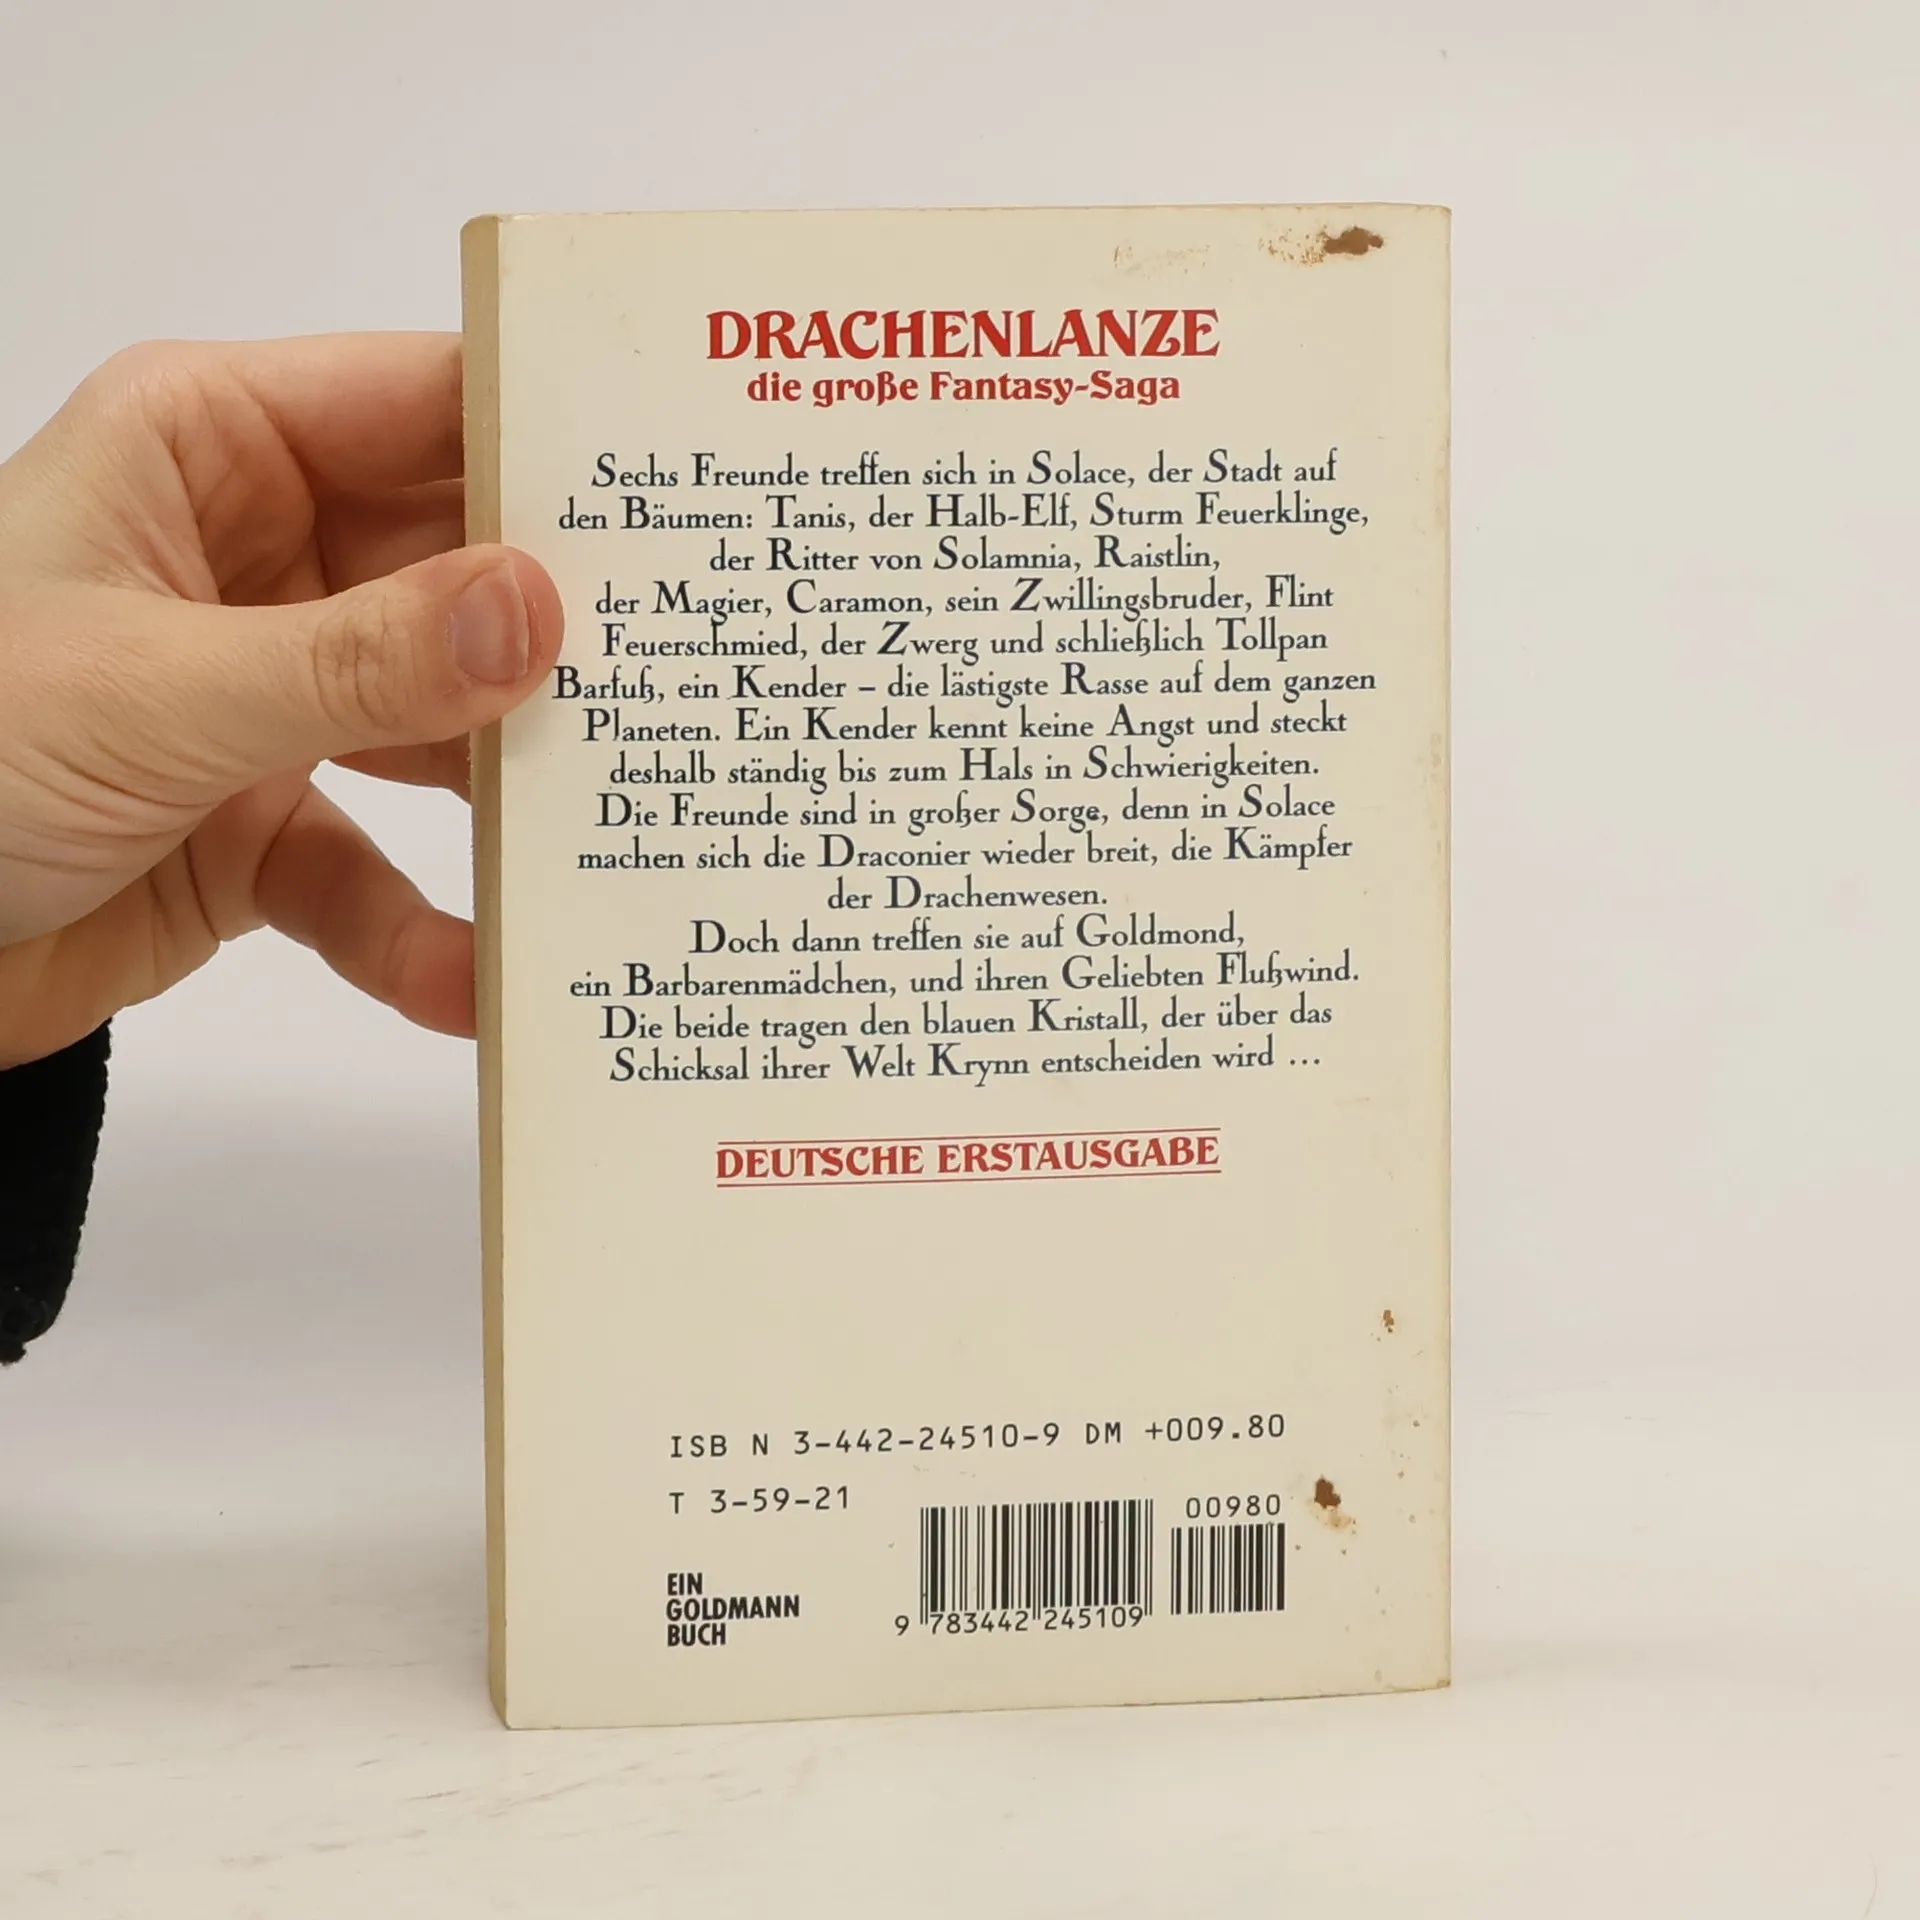 DRACHENLANZE
die große Fantasy-Saga
Sechs Freunde treffen sich in Solace, der Stadt auf
den Bäumen: Tanis, der Halb-Elf, Sturm Feuerklinge,
der Ritter von Solamnia, Raistlin,
der Magier, Caramon, sein Zwillingsbruder, Flint
Feuerschmied, der Zwerg und schließlich Tollpan
Barfuß, ein Kender – die lästigste Rasse auf dem ganzen
Planeten. Ein Kender kennt keine Angst und steckt
deshalb ständig bis zum Hals in Schwierigkeiten.
Die Freunde sind in großer Sorge, denn in Solace
machen sich die Draconier wieder breit, die Kämpfer
der Drachenwesen.
Doch dann treffen sie auf Goldmond,
ein Barbarenmädchen, und ihren Geliebten Flußwind.
Die beide tragen den blauen Kristall, der über das
Schicksal ihrer Welt Krynn entscheiden wird ...
DEUTSCHE ERSTAUSGABE
ISB N 3-442-24510-9 DM +009.80
T 3-59-21
00980
EIN
GOLDMANN
BUCH
9 783442 245109